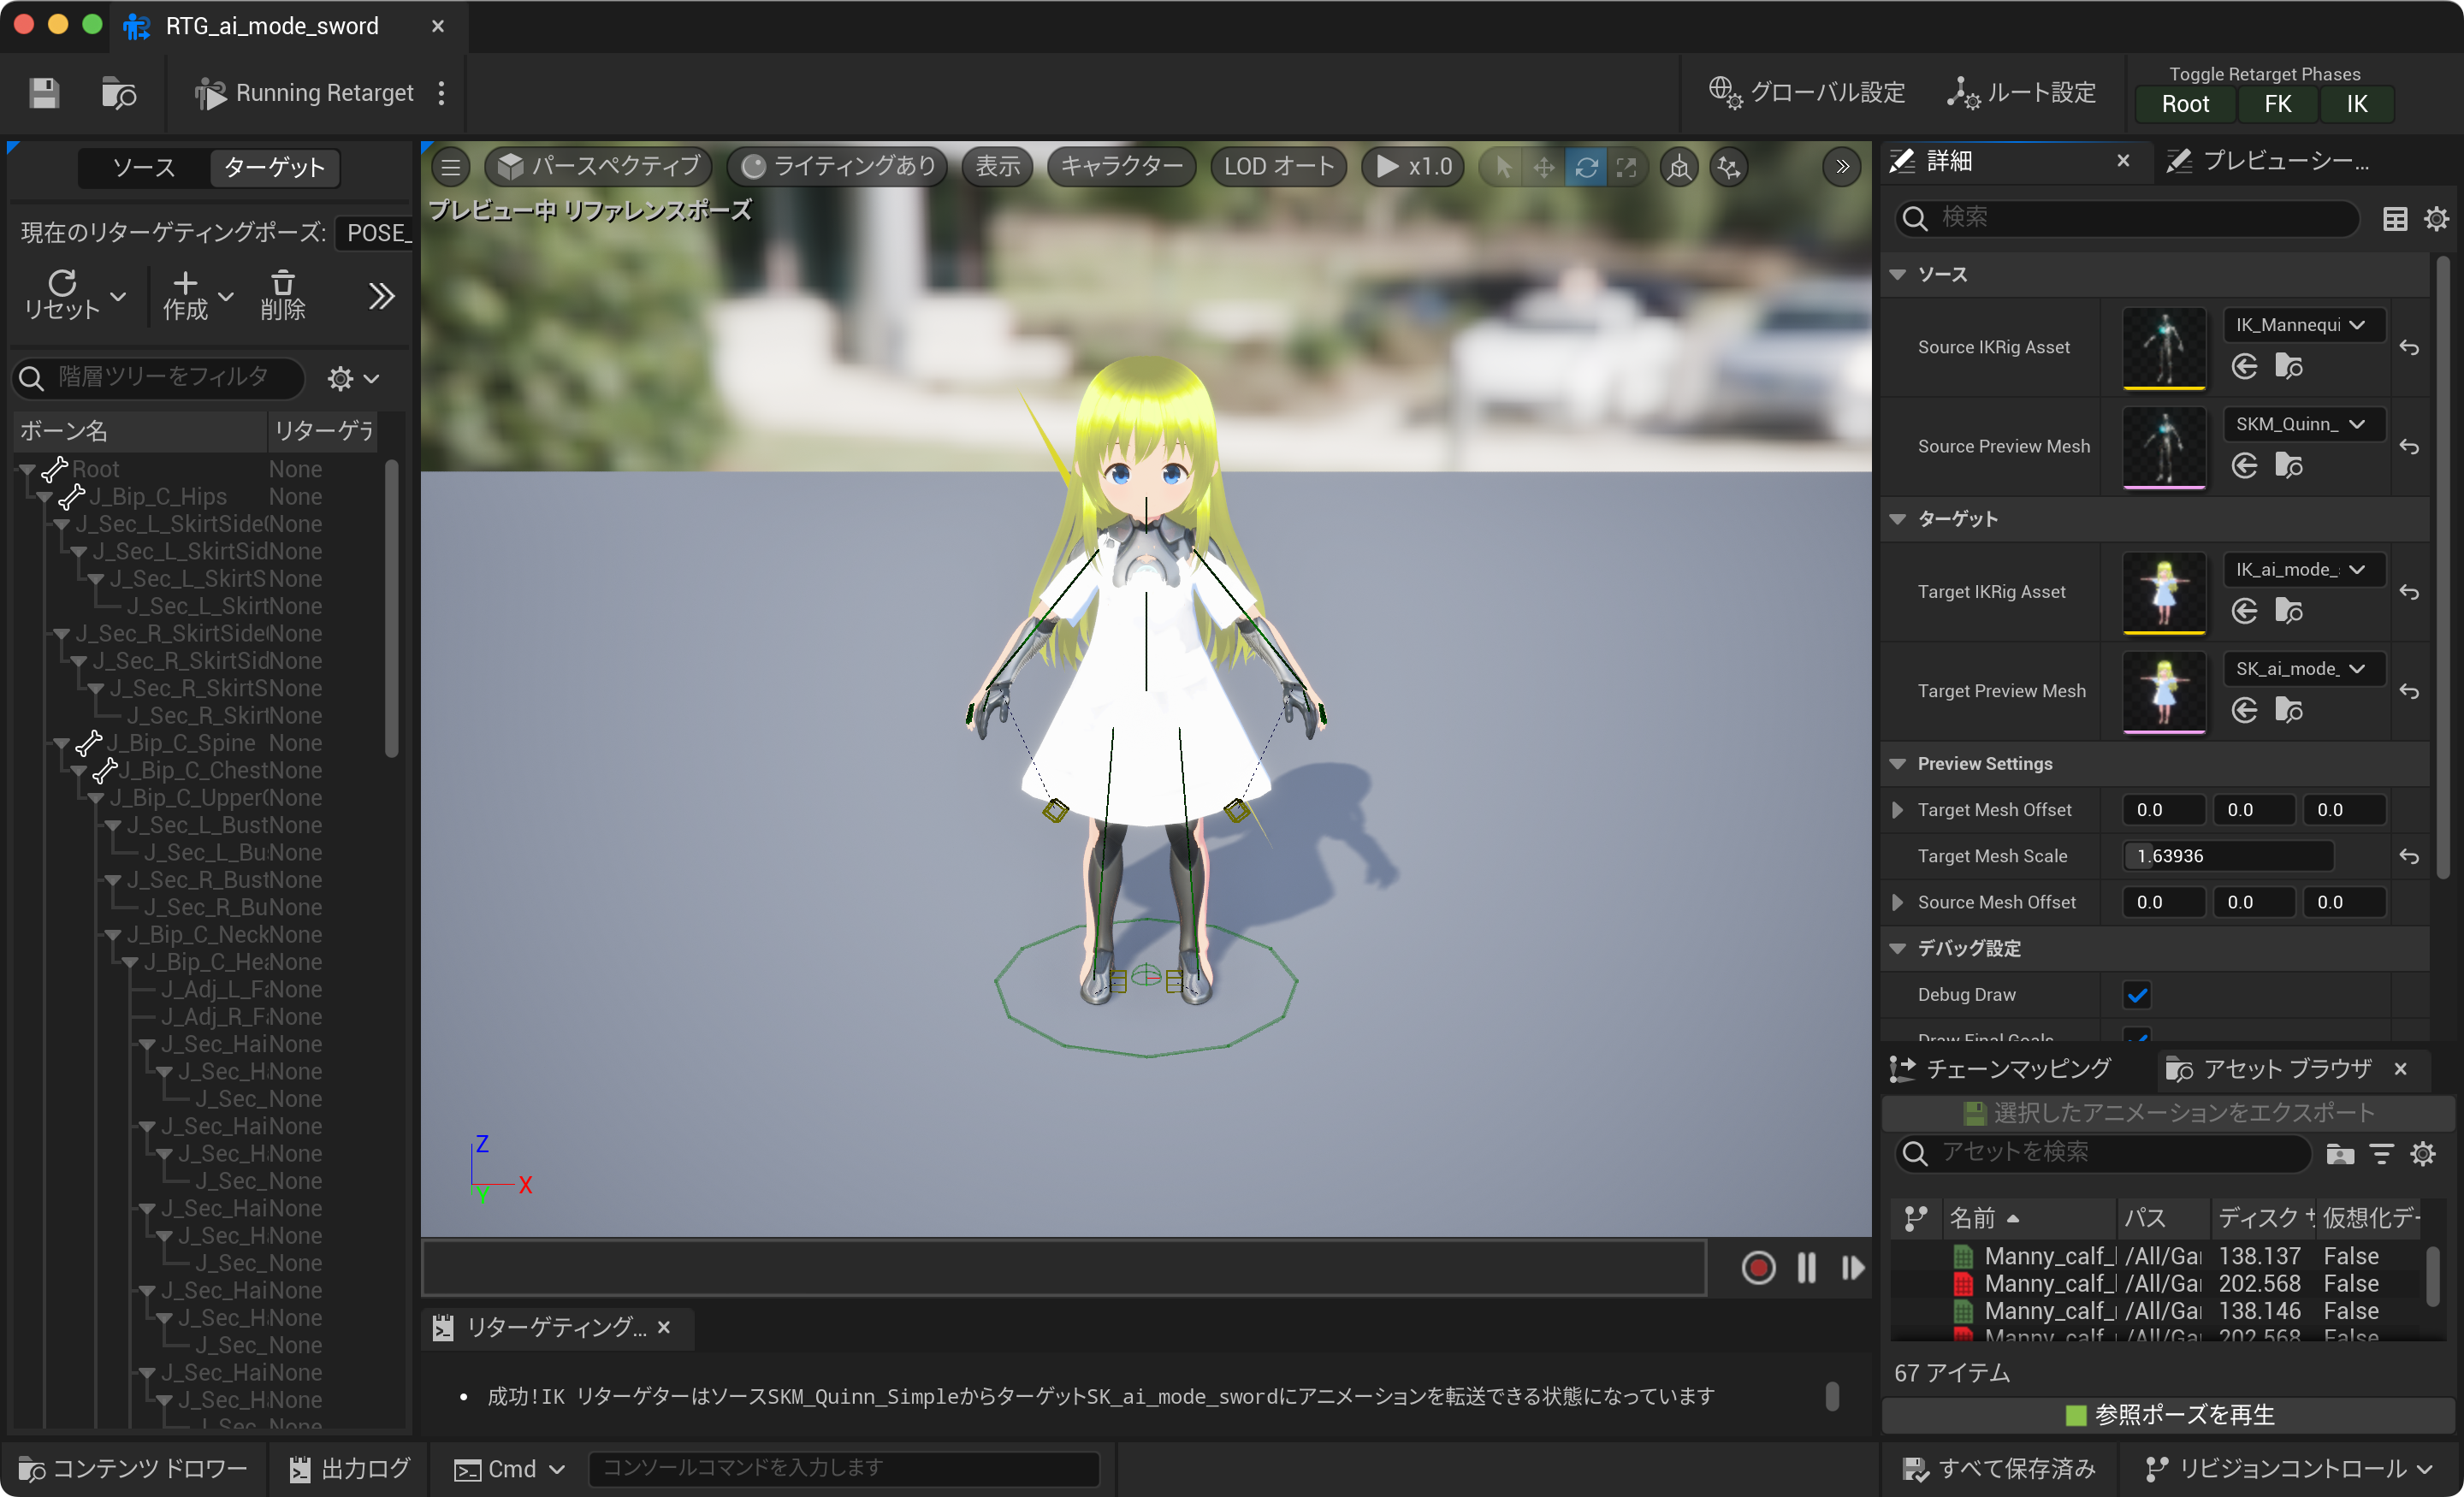 RTG_ai_mode_sword
Running Retarget
グローバル設定
ルート設定
Toggle Retarget Phases
Root
FK
IK
ソース
ターゲット
現在のリターゲティングポーズ:
POSE_
リセット
作成
削除
階層ツリーをフィルタ
ボーン名
リターゲラ
Root None
J_Bip_C_Hips None
J_Sec_L_SkirtSide None
J_Sec_L_SkirtSid None
J_Sec_L_SkirtS None
J_Sec_L_Skirt None
J_Sec_R_SkirtSide None
J_Sec_R_SkirtSid None
J_Sec_R_SkirtS None
J_Sec_R_Skirt None
J_Bip_C_Spine None
J_Bip_C_Chest None
J_Bip_C_Upper None
J_Sec_L_Bust None
J_Sec_L_Bu None
J_Sec_R_Bust None
J_Sec_R_Bu None
J_Bip_C_Neck None
J_Bip_C_He None
J_Adj_L_F None
J_Adj_R_F None
J_Sec_Hai None
J_Sec_H None
J_Sec_ None
J_Sec_Hai None
J_Sec_H None
J_Sec_ None
J_Sec_Hai None
J_Sec_H None
J_Sec_ None
J_Sec_Hai None
J_Sec_H None
J_Sec_ None
J_Sec_Hai None
J_Sec_H None
J_Sec None
パースペクティブ
ライティングあり
表示
キャラクター
LOD オート
x1.0
プレビュー中 リファレンスポーズ
Z
X
Y
リターゲティング...
• 成功!IK リターゲターはソースSKM_Quinn_SimpleからターゲットSK_ai_mode_swordにアニメーションを転送できる状態になっています
詳細
プレビューシー...
検索
ソース
Source IKRig Asset
IK_Mannequi
Source Preview Mesh
SKM_Quinn_
ターゲット
Target IKRig Asset
IK_ai_mode_
Target Preview Mesh
SK_ai_mode_
Preview Settings
Target Mesh Offset 0.0 0.0 0.0
Target Mesh Scale 1.63936
Source Mesh Offset 0.0 0.0 0.0
デバッグ設定
Debug Draw
Draw Final Goals
チェーンマッピング
アセット ブラウザ
選択したアニメーションをエクスポート
アセットを検索
名前 パス ディスク サ 仮想化デー
Manny_calf_ /All/Ga 138.137 False
Manny_calf_ /All/Ga 202.568 False
Manny_calf_ /All/Ga 138.146 False
Manny_calf_ /All/Ga 202.568 False
67 アイテム
参照ポーズを再生
コンテンツ ドロワー
出力ログ
Cmd
コンソールコマンドを入力します
すべて保存済み
リビジョンコントロール